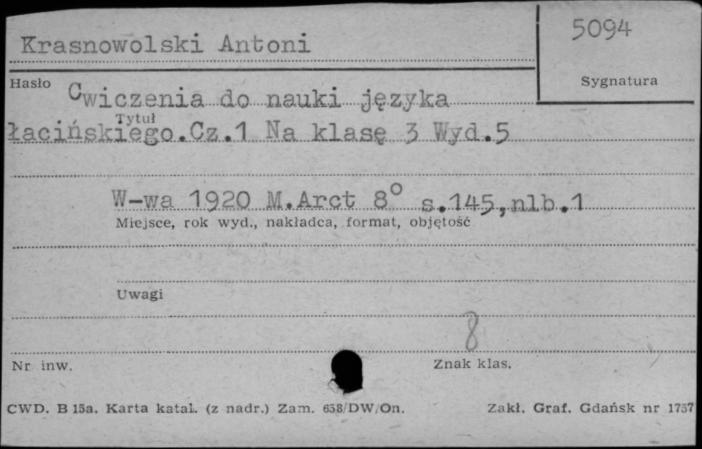 Krasnowolski Antoni
5094
Sygnatura
Hasło
Cwiczenia do nauki języka
Tytuł
łacińskiego.Cz.1 Na klasę 3 Wyd.5
W-wa 1920 M.Arct 8° s.145,nlb.1
Miejsce, rok wyd., nakładca, format, objętość
Uwagi
8
Nr inw.
Znak klas.
CWD. B 15a. Karta katal. (z nadr.) Zam. 658/DW/On.
Zakł. Graf. Gdańsk nr 1757